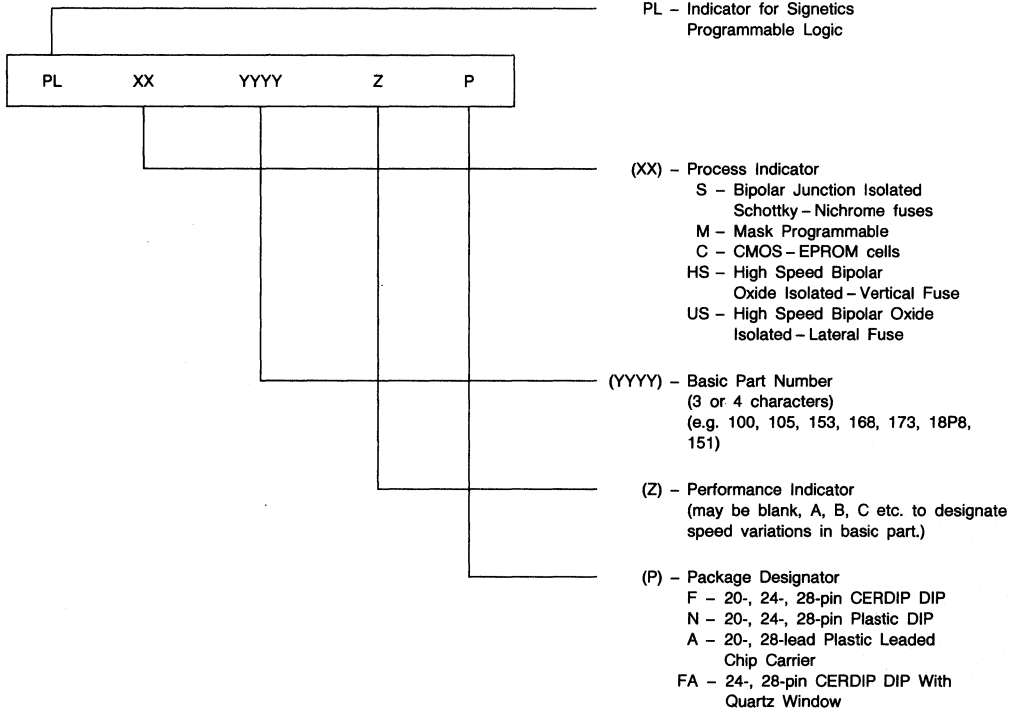 PL – Indicator for Signetics
Programmable Logic
PL XX YYYY Z P
(XX) – Process Indicator
S – Bipolar Junction Isolated
Schottky – Nichrome fuses
M – Mask Programmable
C – CMOS – EPROM cells
HS – High Speed Bipolar
Oxide Isolated – Vertical Fuse
US – High Speed Bipolar Oxide
Isolated – Lateral Fuse
(YYYY) – Basic Part Number
(3 or 4 characters)
(e.g. 100, 105, 153, 168, 173, 18P8,
151)
(Z) – Performance Indicator
(may be blank, A, B, C etc. to designate
speed variations in basic part.)
(P) – Package Designator
F – 20-, 24-, 28-pin CERDIP DIP
N – 20-, 24-, 28-pin Plastic DIP
A – 20-, 28-lead Plastic Leaded
Chip Carrier
FA – 24-, 28-pin CERDIP DIP With
Quartz Window